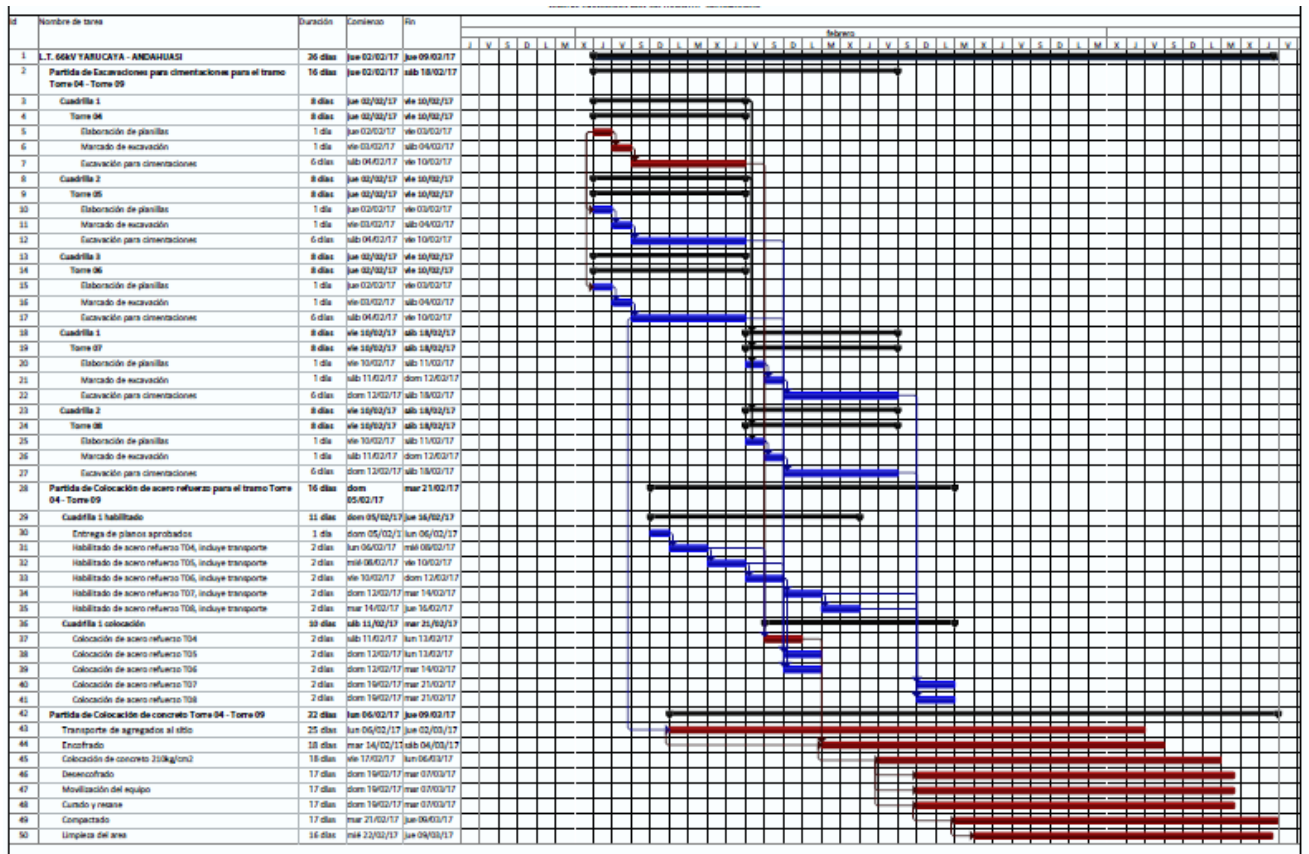 Id Nombre de tarea Duración Comienzo Fin
febrero
J V S D L M X J V S D L M X J V S D L M X J V S D L M X J V S D L M X J V
1 L.T. 66kV YARUCAYA - ANDAHUASI 26 días jue 02/02/17 jue 09/03/17
2 Partida de Excavaciones para cimentaciones para el tramo 16 días jue 02/02/17 sáb 18/02/17
Torre 04 - Torre 09
3 Cuadrilla 1 8 días jue 02/02/17 vie 10/02/17
4 Torre 04 8 días jue 02/02/17 vie 10/02/17
5 Elaboración de planillas 1 día jue 02/02/17 vie 03/02/17
6 Marcado de excavación 1 día vie 03/02/17 sáb 04/02/17
7 Excavación para cimentaciones 6 días sáb 04/02/17 vie 10/02/17
8 Cuadrilla 2 8 días jue 02/02/17 vie 10/02/17
9 Torre 05 8 días jue 02/02/17 vie 10/02/17
10 Elaboración de planillas 1 día jue 02/02/17 vie 03/02/17
11 Marcado de excavación 1 día vie 03/02/17 sáb 04/02/17
12 Excavación para cimentaciones 6 días sáb 04/02/17 vie 10/02/17
13 Cuadrilla 3 8 días jue 02/02/17 vie 10/02/17
14 Torre 06 8 días jue 02/02/17 vie 10/02/17
15 Elaboración de planillas 1 día jue 02/02/17 vie 03/02/17
16 Marcado de excavación 1 día vie 03/02/17 sáb 04/02/17
17 Excavación para cimentaciones 6 días sáb 04/02/17 vie 10/02/17
18 Cuadrilla 1 8 días vie 10/02/17 sáb 18/02/17
19 Torre 07 8 días vie 10/02/17 sáb 18/02/17
20 Elaboración de planillas 1 día vie 10/02/17 sáb 11/02/17
21 Marcado de excavación 1 día sáb 11/02/17 dom 12/02/17
22 Excavación para cimentaciones 6 días dom 12/02/17 sáb 18/02/17
23 Cuadrilla 2 8 días vie 10/02/17 sáb 18/02/17
24 Torre 08 8 días vie 10/02/17 sáb 18/02/17
25 Elaboración de planillas 1 día vie 10/02/17 sáb 11/02/17
26 Marcado de excavación 1 día sáb 11/02/17 dom 12/02/17
27 Excavación para cimentaciones 6 días dom 12/02/17 sáb 18/02/17
28 Partida de Colocación de acero refuerzo para el tramo Torre 16 días dom mar 21/02/17
04 - Torre 09 05/02/17
29 Cuadrilla 1 habilitado 11 días dom 05/02/17 jue 16/02/17
30 Entrega de planos aprobados 1 día dom 05/02/1 lun 06/02/17
31 Habilitado de acero refuerzo T04, incluye transporte 2 días lun 06/02/17 mié 08/02/17
32 Habilitado de acero refuerzo T05, incluye transporte 2 días mié 08/02/17 vie 10/02/17
33 Habilitado de acero refuerzo T06, incluye transporte 2 días vie 10/02/17 dom 12/02/17
34 Habilitado de acero refuerzo T07, incluye transporte 2 días dom 12/02/17 mar 14/02/17
35 Habilitado de acero refuerzo T08, incluye transporte 2 días mar 14/02/17 jue 16/02/17
36 Cuadrilla 1 colocación 10 días sáb 11/02/17 mar 21/02/17
37 Colocación de acero refuerzo T04 2 días sáb 11/02/17 lun 13/02/17
38 Colocación de acero refuerzo T05 2 días dom 12/02/17 lun 13/02/17
39 Colocación de acero refuerzo T06 2 días dom 12/02/17 mar 14/02/17
40 Colocación de acero refuerzo T07 2 días dom 19/02/17 mar 21/02/17
41 Colocación de acero refuerzo T08 2 días dom 19/02/17 mar 21/02/17
42 Partida de Colocación de concreto Torre 04 - Torre 09 22 días lun 06/02/17 jue 09/03/17
43 Transporte de agregados al sitio 25 días lun 06/02/17 jue 02/03/17
44 Encofrado 18 días mar 14/02/17 sáb 04/03/17
45 Colocación de concreto 210kg/cm2 18 días vie 17/02/17 lun 06/03/17
46 Desencofrado 17 días dom 19/02/17 mar 07/03/17
47 Movilización del equipo 17 días dom 19/02/17 mar 07/03/17
48 Curado y resane 17 días dom 19/02/17 mar 07/03/17
49 Compactado 17 días mar 21/02/17 jue 09/03/17
50 Limpieza del area 16 días mié 22/02/17 jue 09/03/17